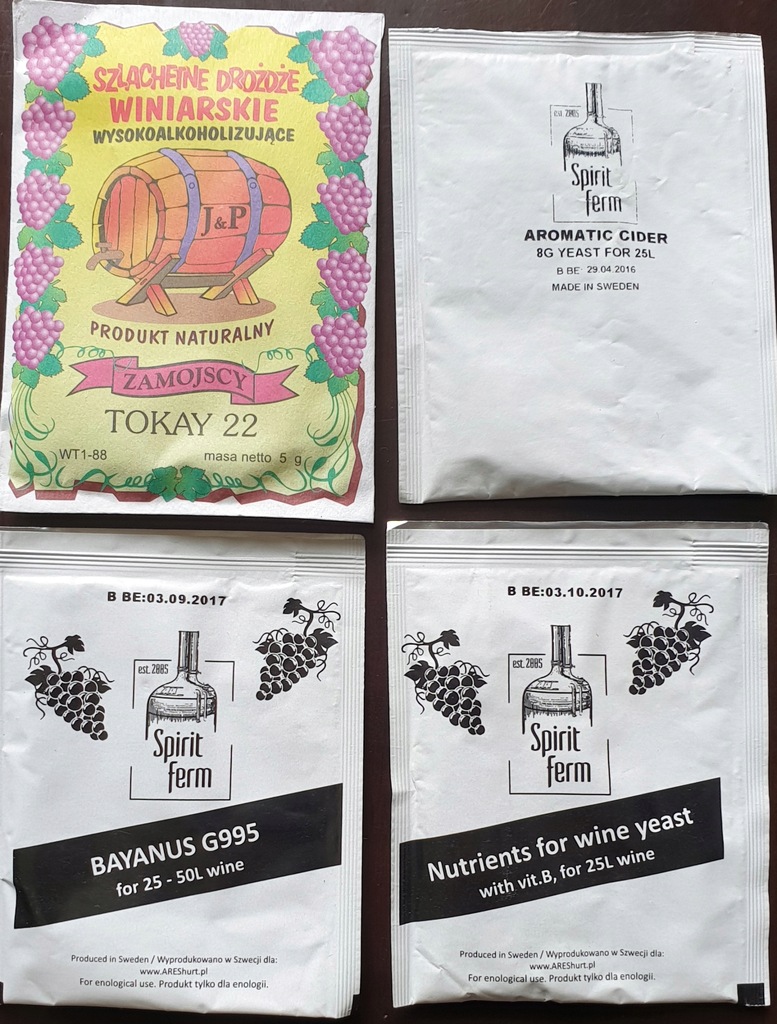 SZLACHETNE DROŻDŻE
WINIARSKIE
WYSOKOALKOHOLIZUJĄCE
J&P
PRODUKT NATURALNY
ZAMOJSCY
TOKAY 22
WT1-88 masa netto 5 g
est. 2005
Spirit
ferm
AROMATIC CIDER
8G YEAST FOR 25L
B BE: 29.04.2016
MADE IN SWEDEN
B BE:03.09.2017
est. 2005
Spirit
ferm
BAYANUS G995
for 25 - 50L wine
Produced in Sweden / Wyprodukowano w Szwecji dla:
www.AREShurt.pl
For enological use. Produkt tylko dla enologii.
B BE:03.10.2017
est. 2005
Spirit
ferm
Nutrients for wine yeast
with vit.B, for 25L wine
Produced in Sweden / Wyprodukowano w Szwecji dla:
www.AREShurt.pl
For enological use. Produkt tylko dla enologii.